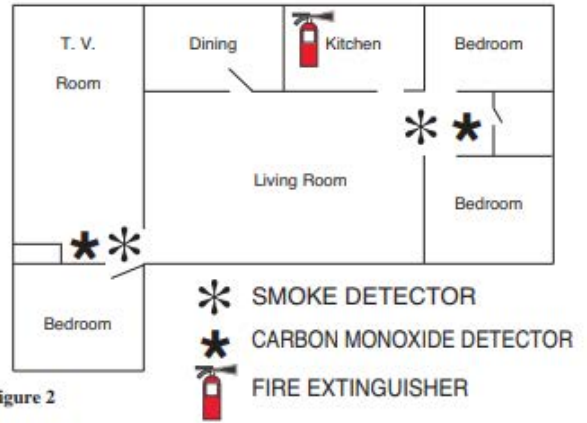 T. V.
Room
Dining
Kitchen
Bedroom
Living Room
Bedroom
Bedroom
SMOKE DETECTOR
CARBON MONOXIDE DETECTOR
FIRE EXTINGUISHER
igure 2